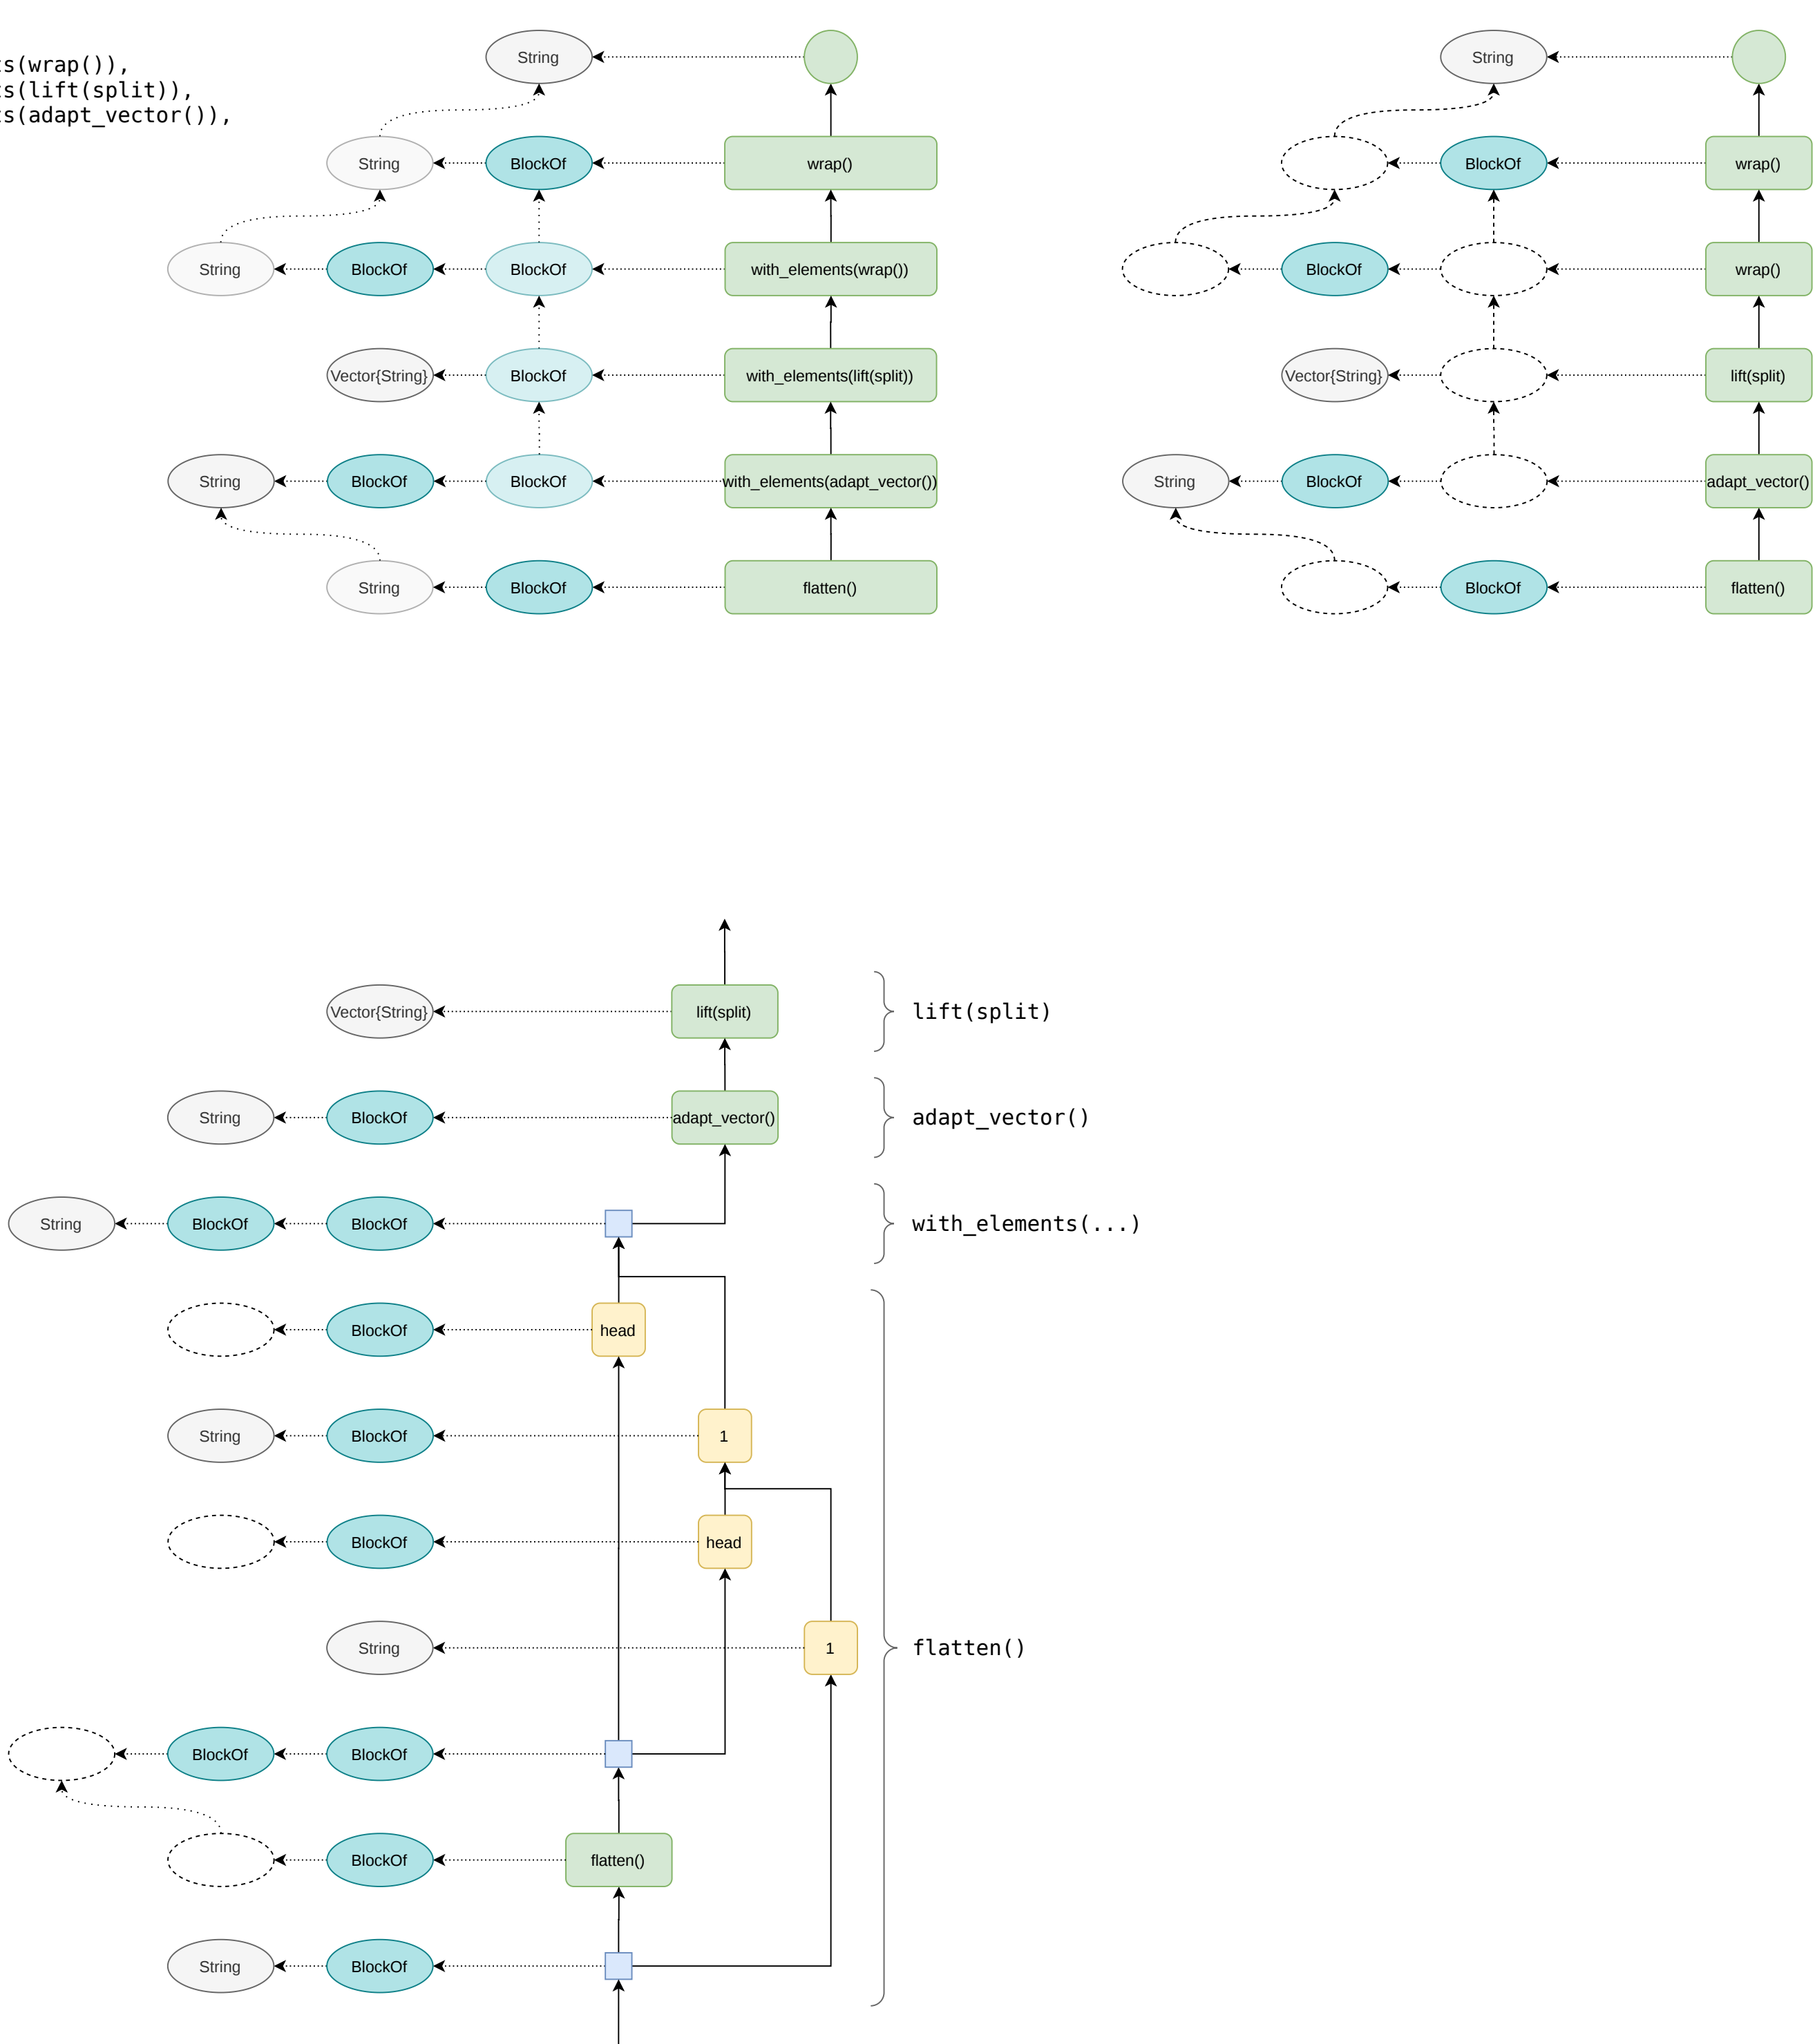 String
String
ts(wrap()),
ts(lift(split)),
ts(adapt_vector()),
String
BlockOf
wrap()
BlockOf
wrap()
String
BlockOf
BlockOf
with_elements(wrap())
BlockOf
wrap()
Vector{String}
BlockOf
with_elements(lift(split))
Vector{String}
lift(split)
String
BlockOf
BlockOf
with_elements(adapt_vector())
String
BlockOf
adapt_vector()
String
BlockOf
flatten()
BlockOf
flatten()
Vector{String}
lift(split)
lift(split)
String
BlockOf
adapt_vector()
adapt_vector()
String
BlockOf
BlockOf
with_elements(...)
BlockOf
head
String
BlockOf
1
BlockOf
head
String
1
flatten()
BlockOf
BlockOf
BlockOf
flatten()
String
BlockOf